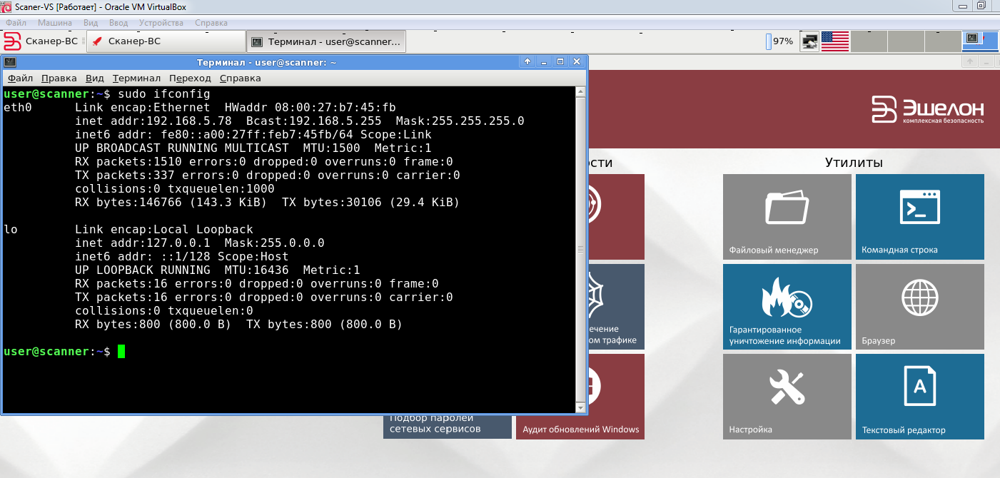 Scaner-VS [Работает] - Oracle VM VirtualBox
Файл Машина Вид Ввод Устройства Справка
Сканер-ВС Сканер-ВС Терминал - user@scanner... 97%
Терминал - user@scanner: ~
Файл Правка Вид Терминал Переход Справка
user@scanner:~$ sudo ifconfig
eth0 Link encap:Ethernet HWaddr 08:00:27:b7:45:fb
inet addr:192.168.5.78 Bcast:192.168.5.255 Mask:255.255.255.0
inet6 addr: fe80::a00:27ff:feb7:45fb/64 Scope:Link
UP BROADCAST RUNNING MULTICAST MTU:1500 Metric:1
RX packets:1510 errors:0 dropped:0 overruns:0 frame:0
TX packets:337 errors:0 dropped:0 overruns:0 carrier:0
collisions:0 txqueuelen:1000
RX bytes:146766 (143.3 KiB) TX bytes:30106 (29.4 KiB)
lo Link encap:Local Loopback
inet addr:127.0.0.1 Mask:255.0.0.0
inet6 addr: ::1/128 Scope:Host
UP LOOPBACK RUNNING MTU:16436 Metric:1
RX packets:16 errors:0 dropped:0 overruns:0 frame:0
TX packets:16 errors:0 dropped:0 overruns:0 carrier:0
collisions:0 txqueuelen:0
RX bytes:800 (800.0 B) TX bytes:800 (800.0 B)
user@scanner:~$
Эшелон
комплексная безопасность
ости
Утилиты
Файловый менеджер
Командная строка
ечение
ом трафике
Гарантированное
уничтожение информации
Браузер
Подбор паролей
сетевых сервисов
Аудит обновлений Windows
Настройка
Текстовый редактор